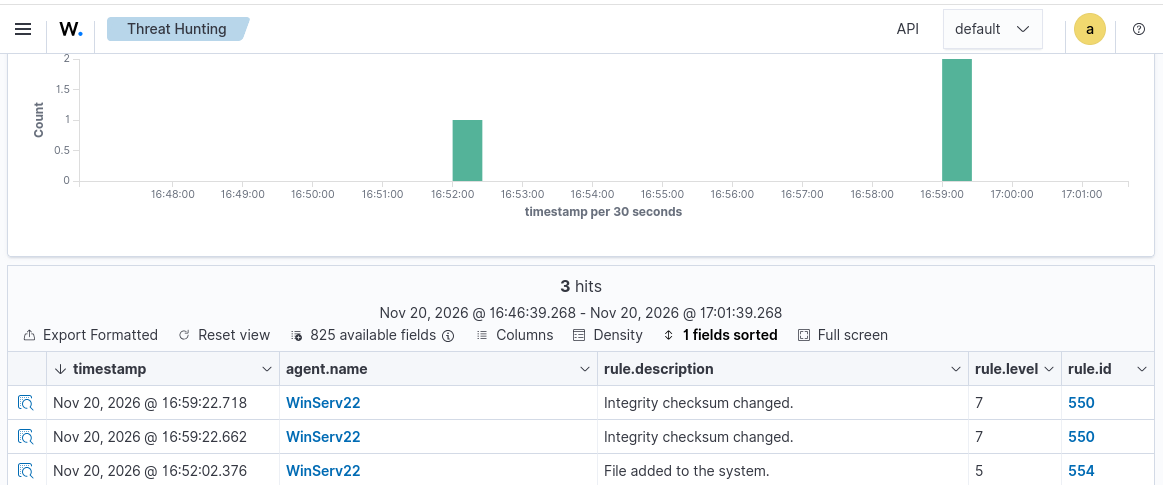 W. Threat Hunting API default a
2
1.5
1
0.5
0
Count
16:48:00 16:49:00 16:50:00 16:51:00 16:52:00 16:53:00 16:54:00 16:55:00 16:56:00 16:57:00 16:58:00 16:59:00 17:00:00 17:01:00
timestamp per 30 seconds
3 hits
Nov 20, 2026 @ 16:46:39.268 - Nov 20, 2026 @ 17:01:39.268
Export Formatted Reset view 825 available fields Columns Density 1 fields sorted Full screen
timestamp agent.name rule.description rule.level rule.id
Nov 20, 2026 @ 16:59:22.718 WinServ22 Integrity checksum changed. 7 550
Nov 20, 2026 @ 16:59:22.662 WinServ22 Integrity checksum changed. 7 550
Nov 20, 2026 @ 16:52:02.376 WinServ22 File added to the system. 5 554